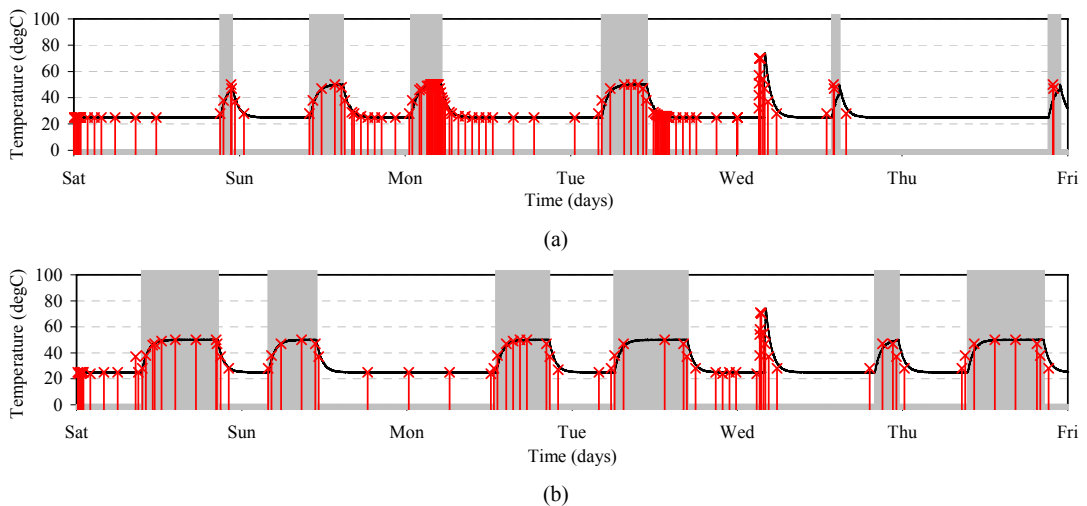 (a)
Temperature (degC)
100
80
60
40
20
0
Sat Sun Mon Tue Wed Thu Fri
Time (days)
(a)
Temperature (degC)
100
80
60
40
20
0
Sat Sun Mon Tue Wed Thu Fri
Time (days)
(b)